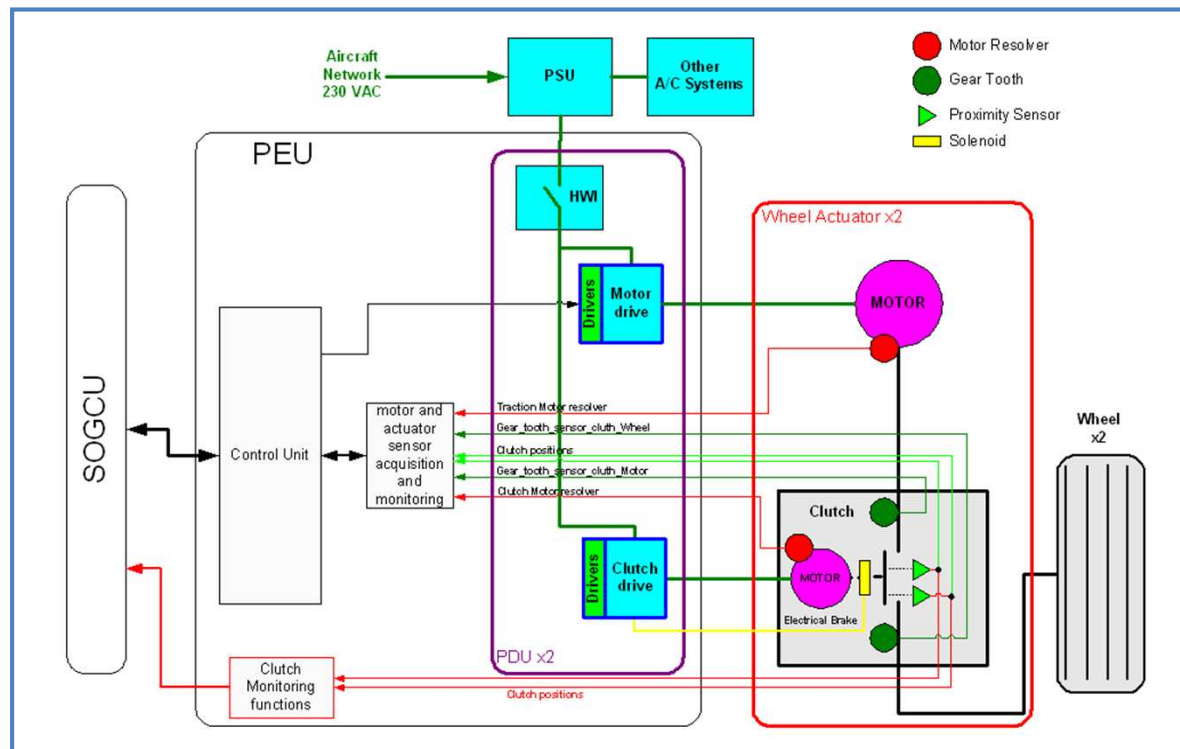 Aircraft
Network
230 VAC
PSU
Other
A/C Systems
Motor Resolver
Gear Tooth
Proximity Sensor
Solenoid
PEU
HWI
Wheel Actuator x2
Drivers
Motor
drive
MOTOR
SOGCU
Control Unit
motor and
actuator
sensor
acquisition
and
monitoring
Traction Motor resolver
Gear_tooth_sensor_cluth_Wheel
Clutch positions
Gear_tooth_sensor_cluth_Motor
Clutch Motor resolver
Wheel
x2
Clutch
MOTOR
Electrical Brake
Drivers
Clutch
drive
PDU x2
Clutch
Monitoring
functions
Clutch positions